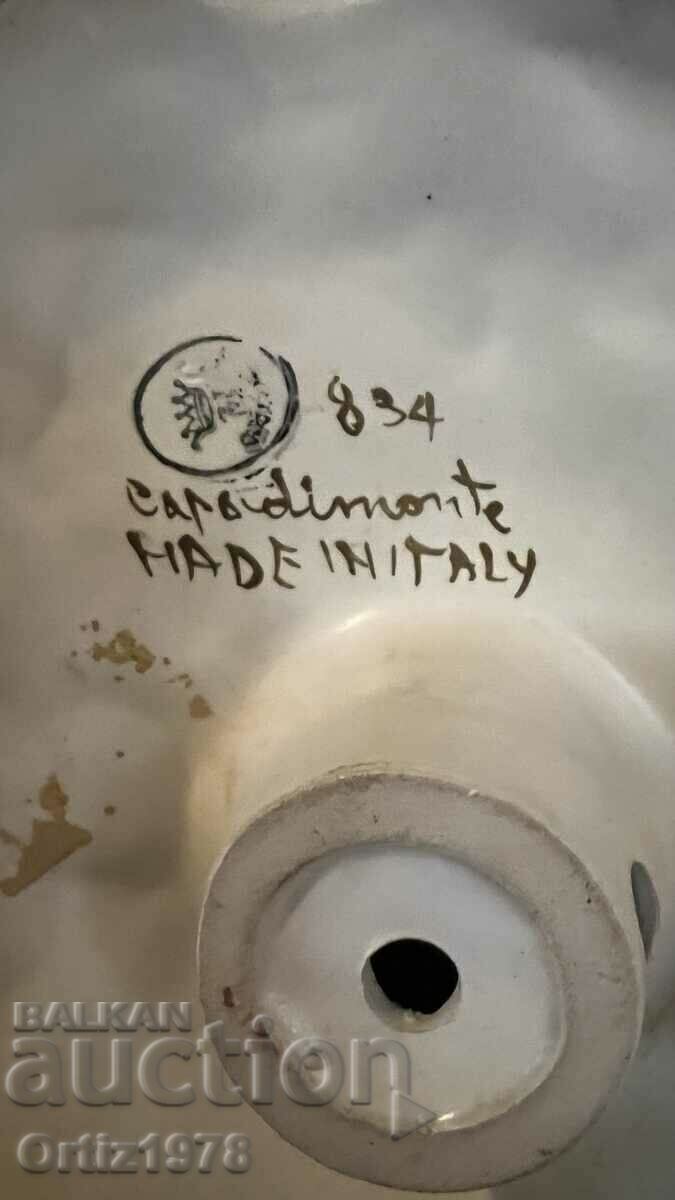 834
capodimonte
MADE IN ITALY
BALKAN
auction
Ortiz1978